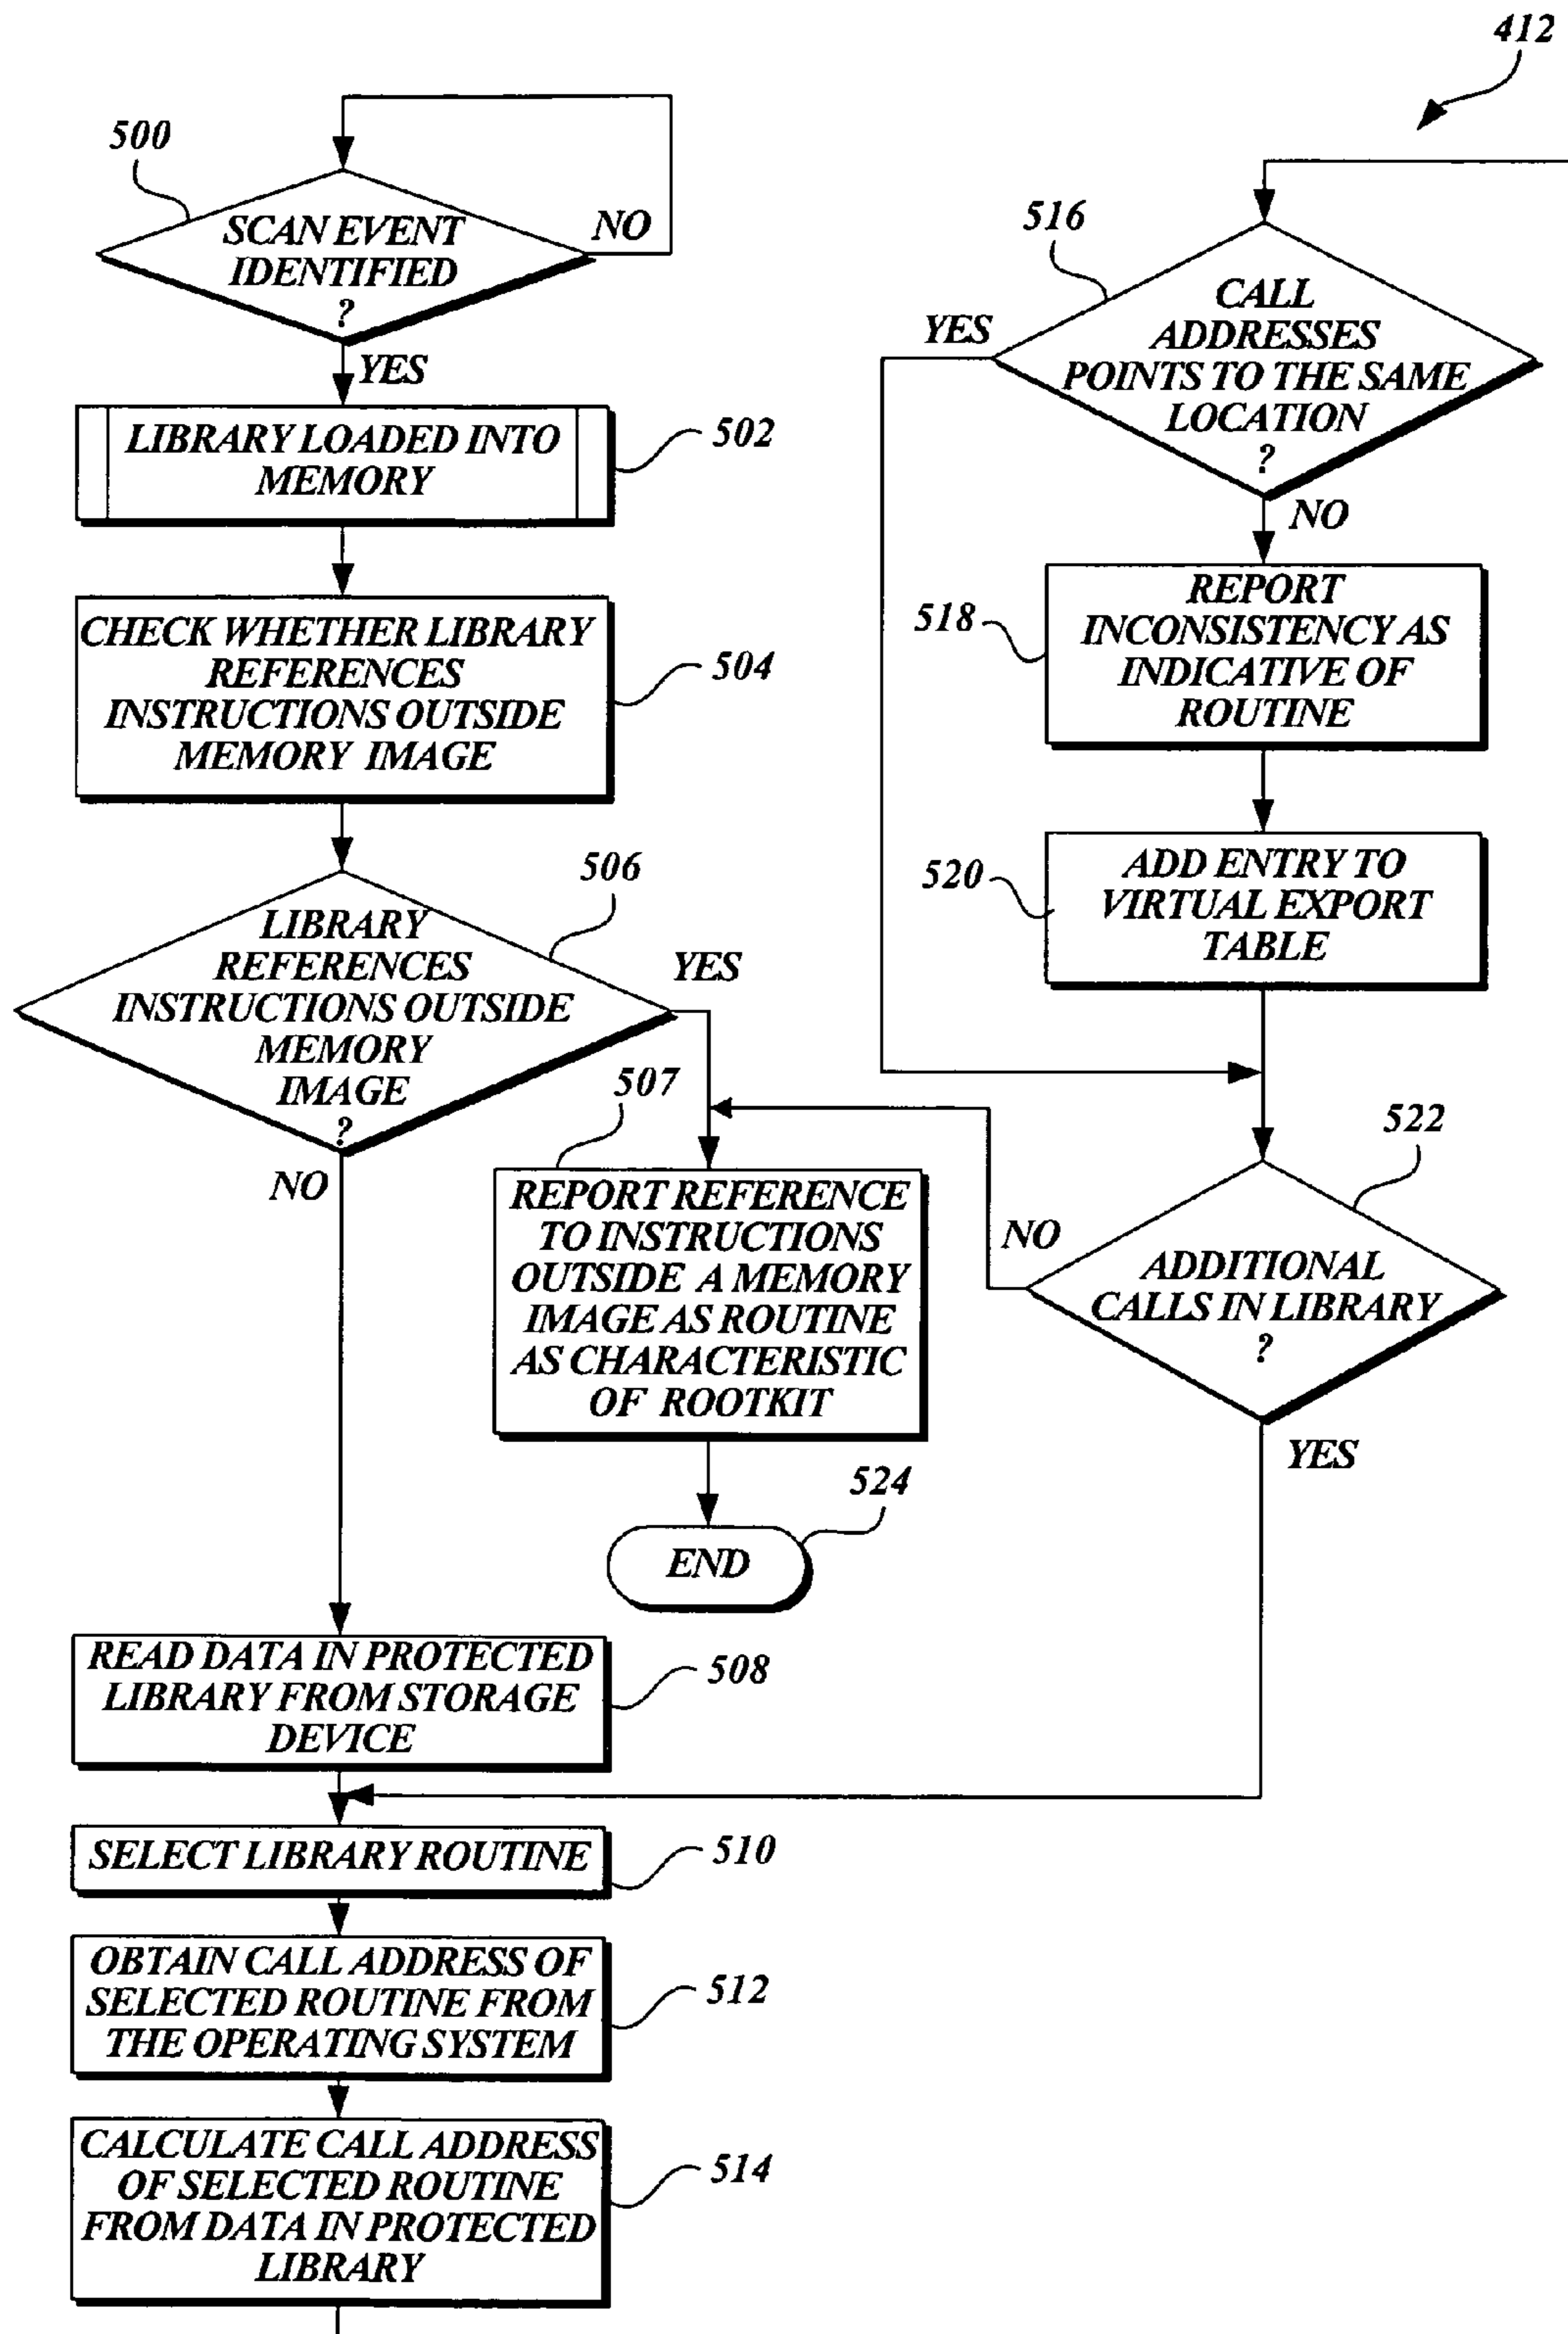 412
500
SCAN EVENT
IDENTIFIED
?
NO
YES
LIBRARY LOADED INTO
MEMORY
502
CHECK WHETHER LIBRARY
REFERENCES
INSTRUCTIONS OUTSIDE
MEMORY IMAGE
504
506
LIBRARY
REFERENCES
INSTRUCTIONS OUTSIDE
MEMORY
IMAGE
?
YES
NO
507
REPORT REFERENCE
TO INSTRUCTIONS
OUTSIDE A MEMORY
IMAGE AS ROUTINE
AS CHARACTERISTIC
OF ROOTKIT
524
END
READ DATA IN PROTECTED
LIBRARY FROM STORAGE
DEVICE
508
SELECT LIBRARY ROUTINE
510
OBTAIN CALL ADDRESS OF
SELECTED ROUTINE FROM
THE OPERATING SYSTEM
512
CALCULATE CALL ADDRESS
OF SELECTED ROUTINE
FROM DATA IN PROTECTED
LIBRARY
514
516
CALL
ADDRESSES
POINTS TO THE SAME
LOCATION
?
YES
NO
REPORT
INCONSISTENCY AS
INDICATIVE OF
ROUTINE
518
ADD ENTRY TO
VIRTUAL EXPORT
TABLE
520
522
ADDITIONAL
CALLS IN LIBRARY
?
NO
YES